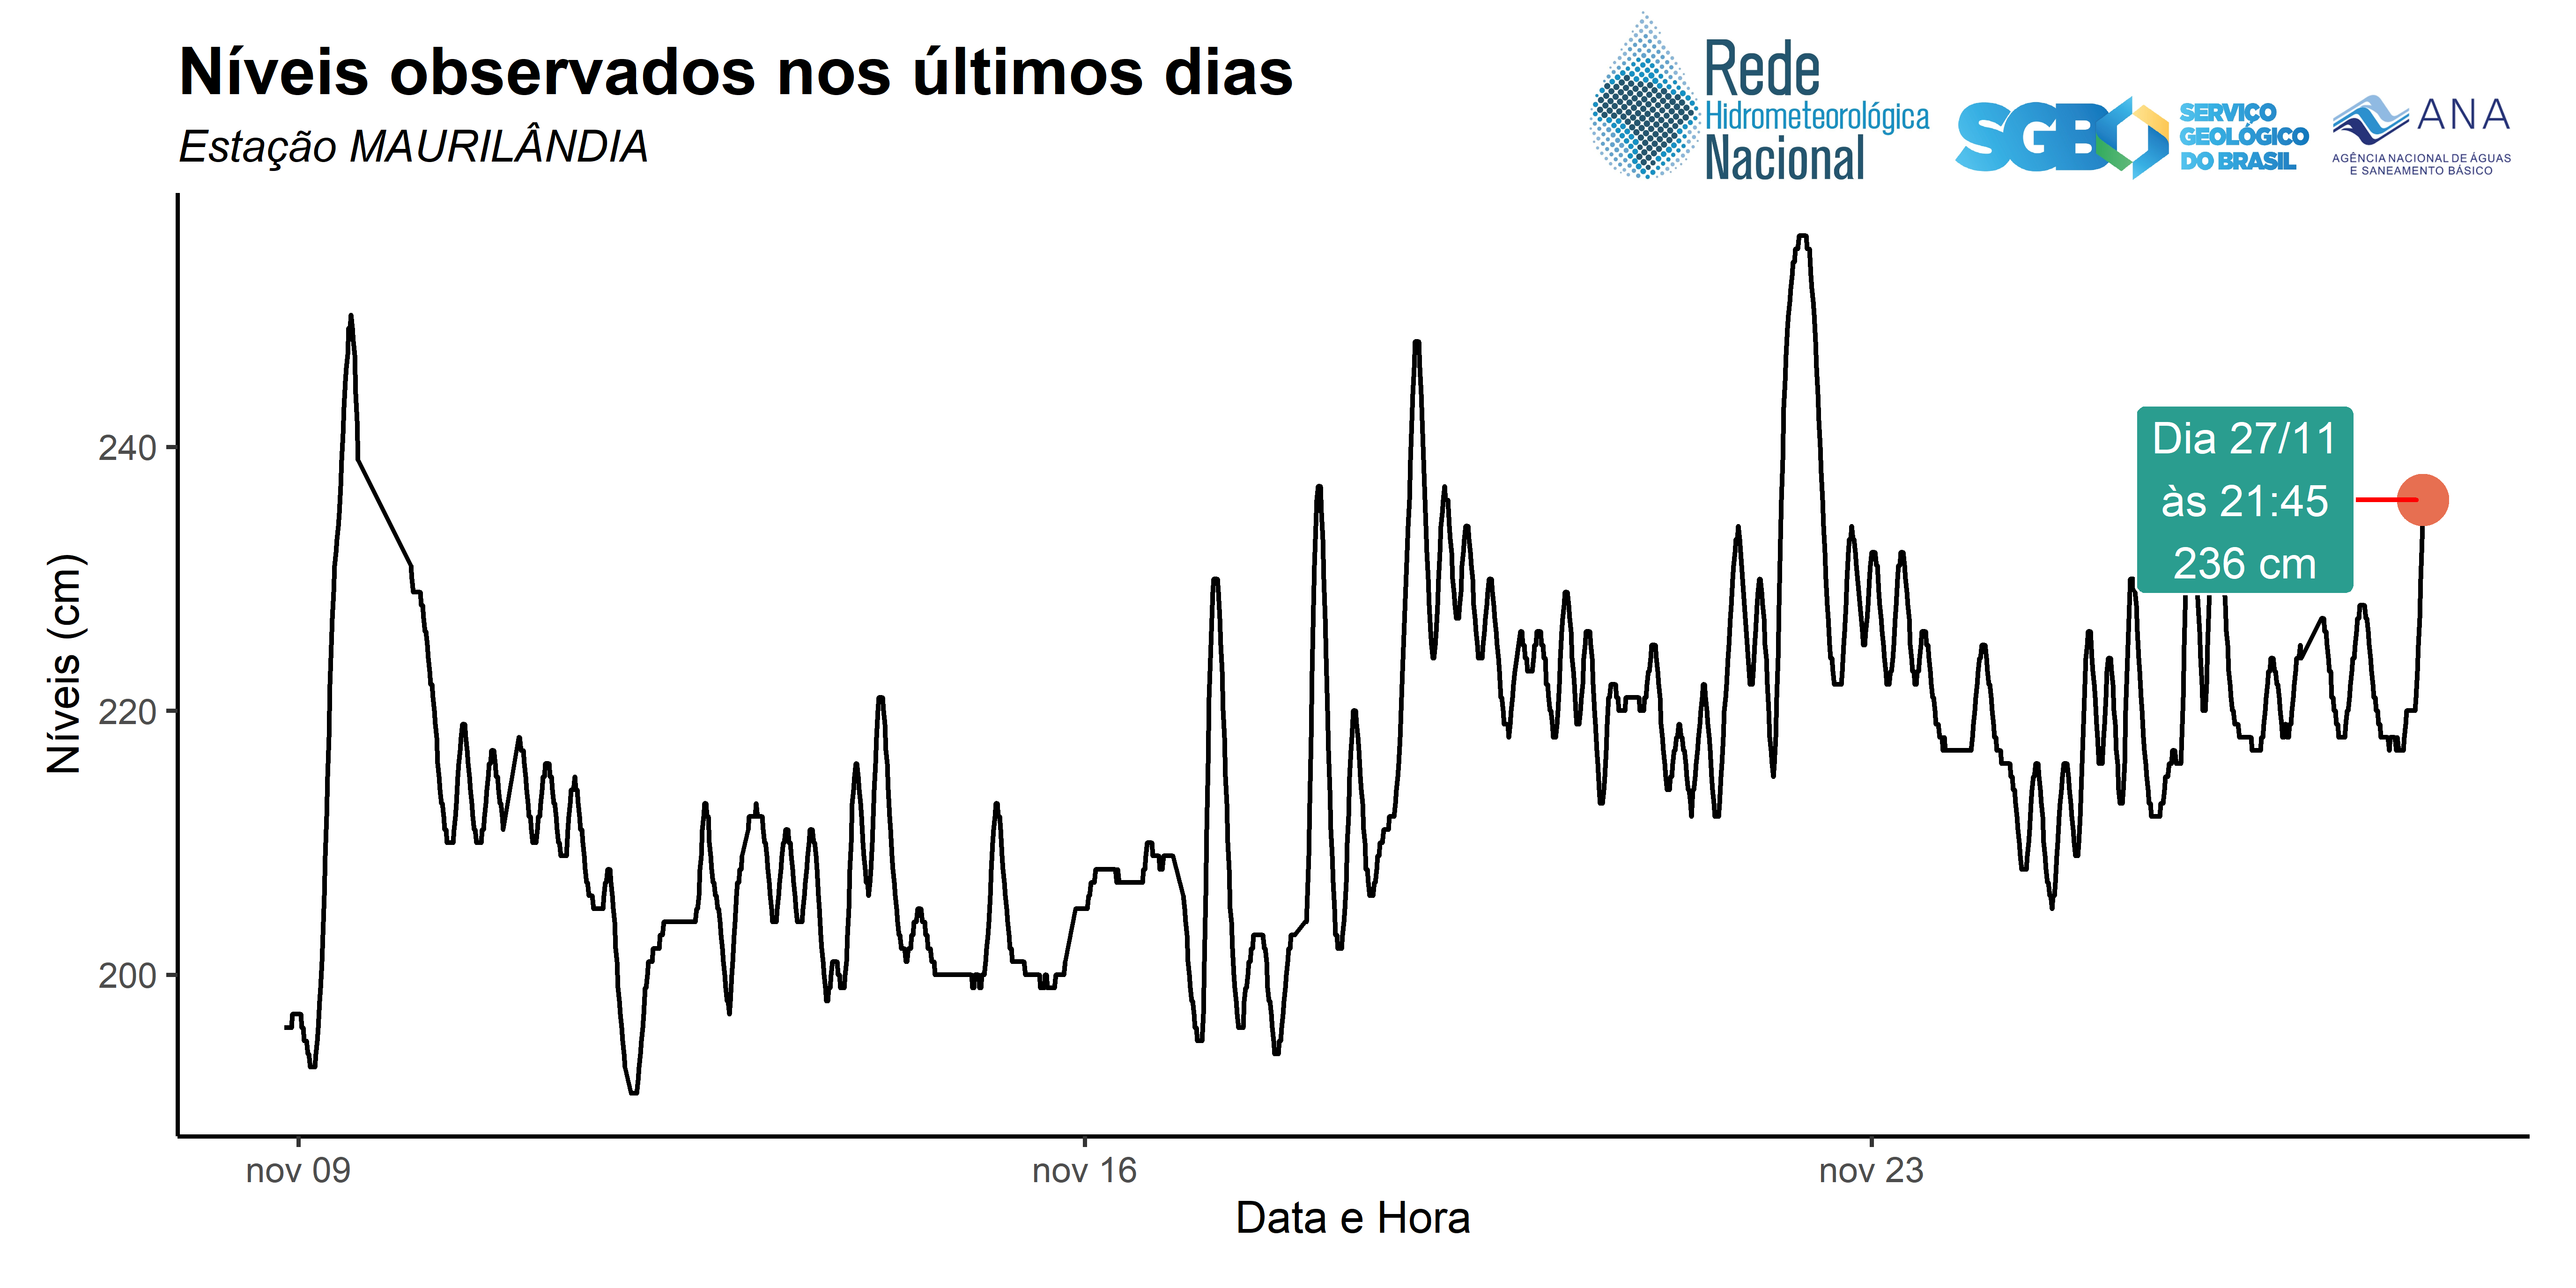 Níveis observados nos últimos dias
Estação MAURILÂNDIA
Rede
Hidrometeorológica
Nacional
SGB
SERVIÇO
GEOLÓGICO
DO BRASIL
ANA
AGÊNCIA NACIONAL DE ÁGUAS
E SANEAMENTO BÁSICO
Níveis (cm)
240
220
200
Dia 27/11
às 21:45
236 cm
nov 09
nov 16
nov 23
Data e Hora